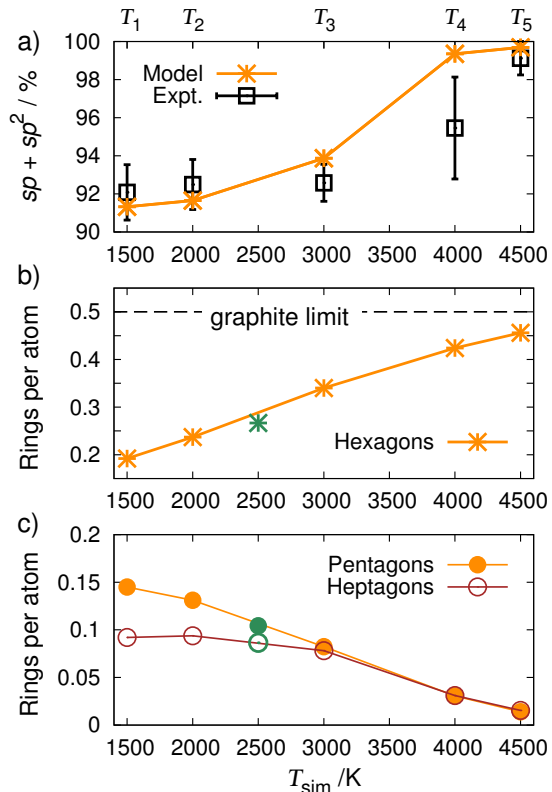 T₁ T₂ T₃ T₄ T₅
a)
sp + sp² / %
100
98
96
94
92
90
Model
Expt.
1500 2000 2500 3000 3500 4000 4500
b)
Rings per atom
0.5
0.4
0.3
0.2
graphite limit
Hexagons
1500 2000 2500 3000 3500 4000 4500
c)
Rings per atom
0.2
0.15
0.1
0.05
0
Pentagons
Heptagons
1500 2000 2500 3000 3500 4000 4500
T_sim /K